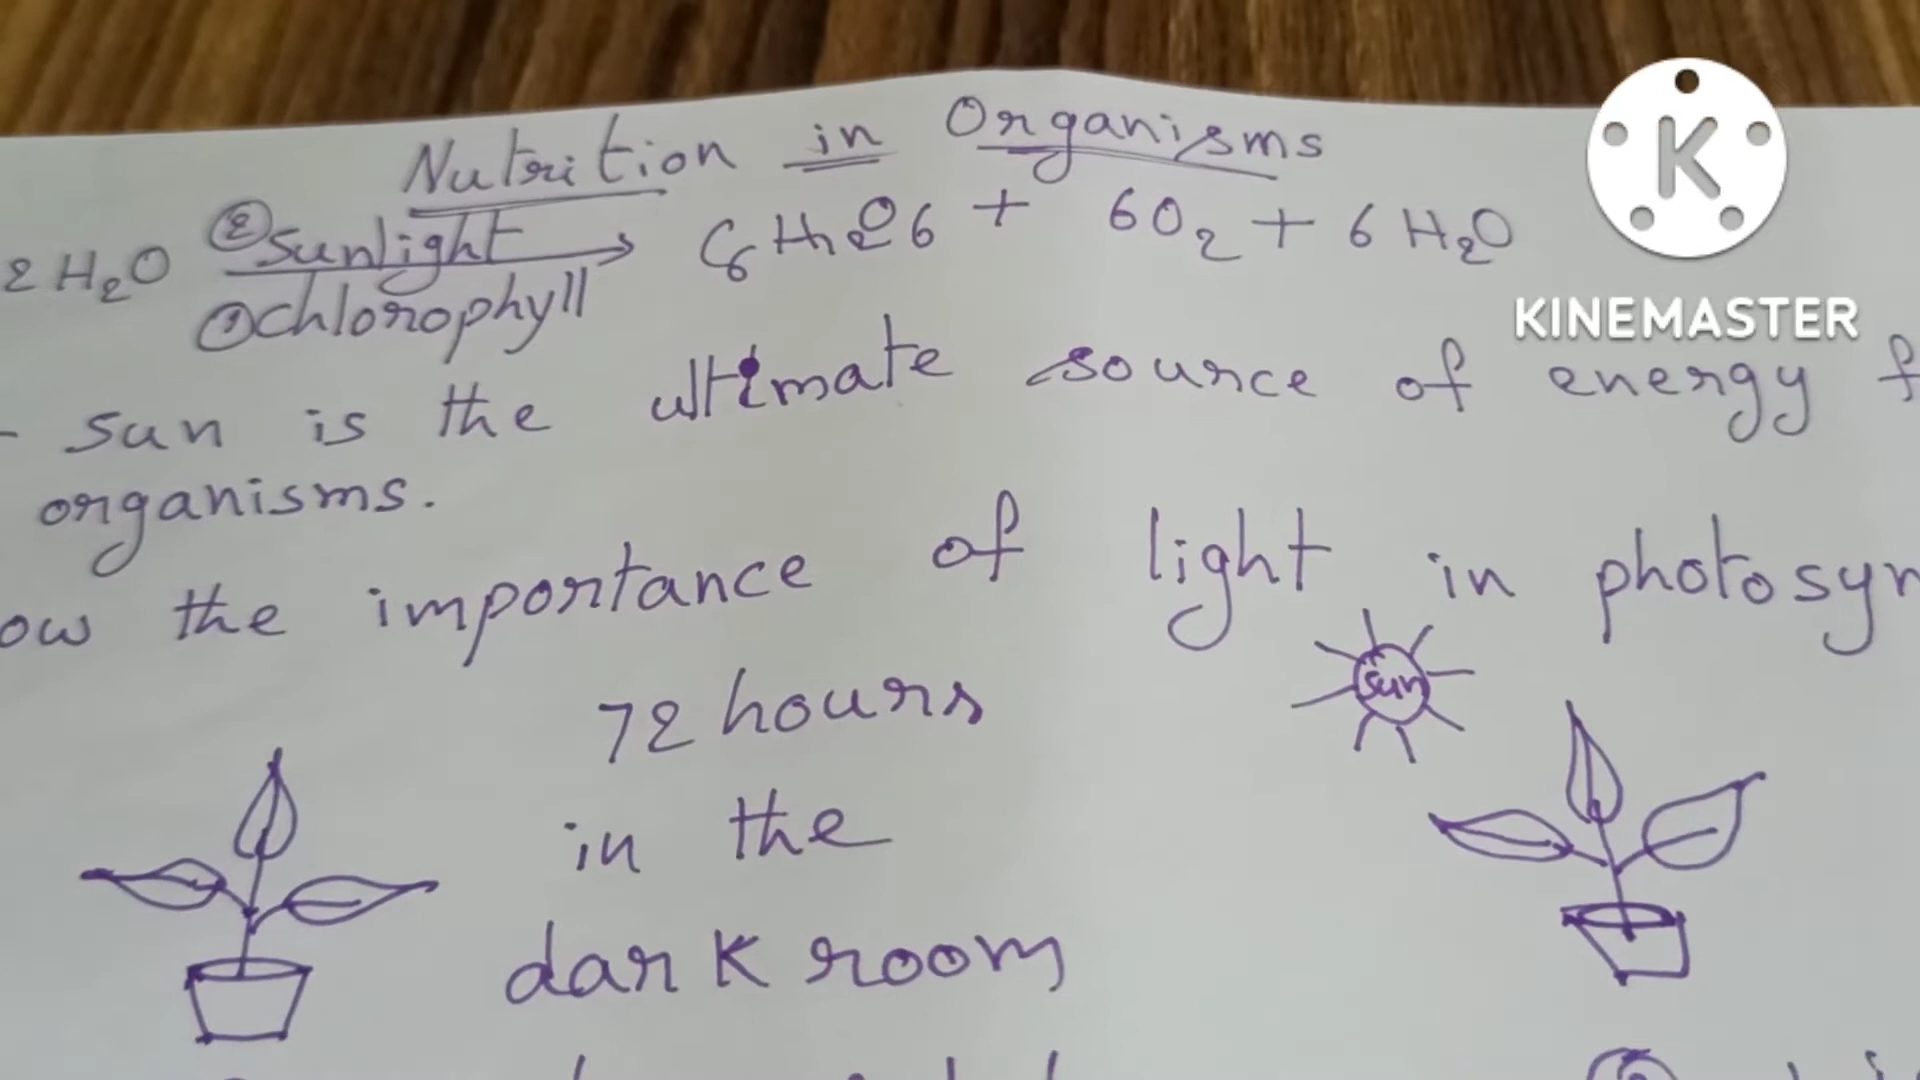 Nutrition in Organisms
2H₂O ②Sunlight → C₆H₁₂O₆ + 6O₂ + 6H₂O
①chlorophyll
K
KINEMASTER
- Sun is the ultimate source of energy f
organisms.
ow the importance of light in photosyn
72 hours
sun
in the
dark room